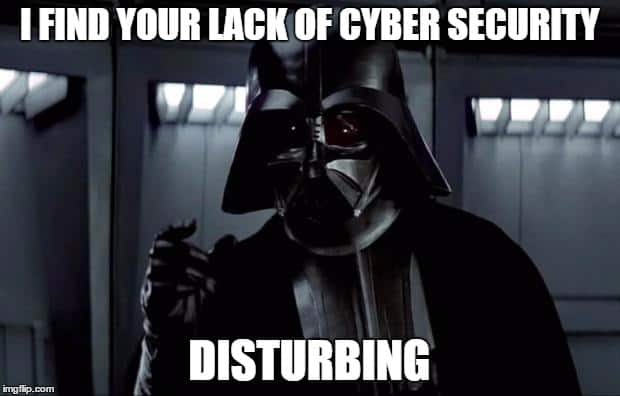 I FIND YOUR LACK OF CYBER SECURITY
DISTURBING
imgflip.com